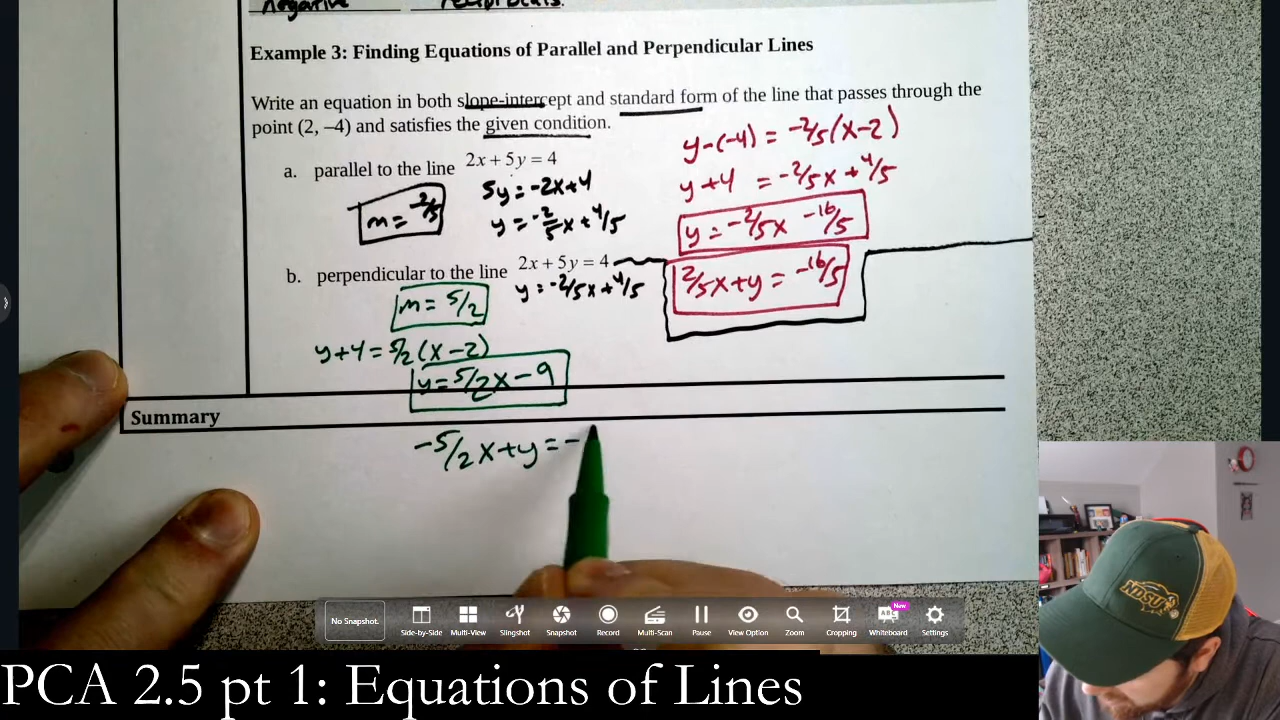 negative reciprocals.
Example 3: Finding Equations of Parallel and Perpendicular Lines
Write an equation in both slope-intercept and standard form of the line that passes through the
point (2, –4) and satisfies the given condition.
y-(-4) = -2/5(x-2)
a. parallel to the line 2x + 5y = 4
5y = -2x+4
y+4 = -2/5x + 4/5
m = -2/5
y = -2/5x + 4/5
y = -2/5x -16/5
b. perpendicular to the line 2x + 5y = 4
y = -2/5x + 4/5
2/5x + y = -16/5
m = 5/2
y+4 = 5/2(x-2)
y = 5/2x - 9
Summary
-5/2x + y = -
NDSU
No Snapshot.
Side-by-Side Multi-View Slingshot Snapshot Record Multi-Scan Pause View Option Zoom Cropping Whiteboard Settings
ABC
New
PCA 2.5 pt 1: Equations of Lines